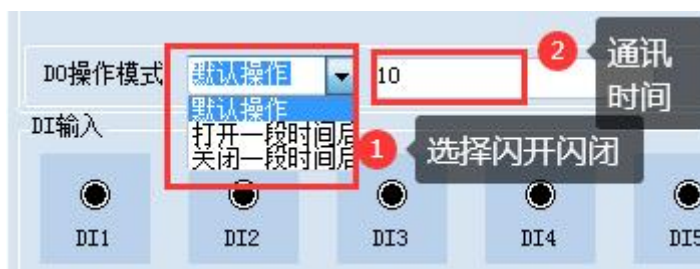 DO操作模式
默认操作
10
2
通讯
时间
默认操作
打开一段时间后
关闭一段时间后
DI输入
1
选择闪开闪闭
DI1
DI2
DI3
DI4
DI5